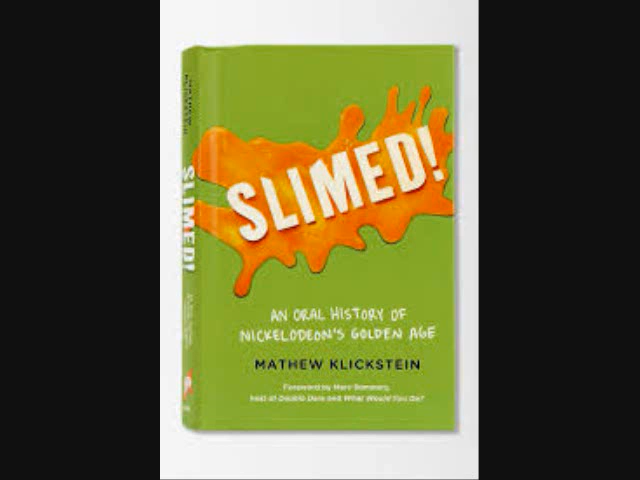 SLIMED!
AN ORAL HISTORY OF
NICKELODEON'S GOLDEN AGE
MATHEW KLICKSTEIN
Foreword by Marc Summers,
host of Double Dare and What Would You Do?
SLIMED!